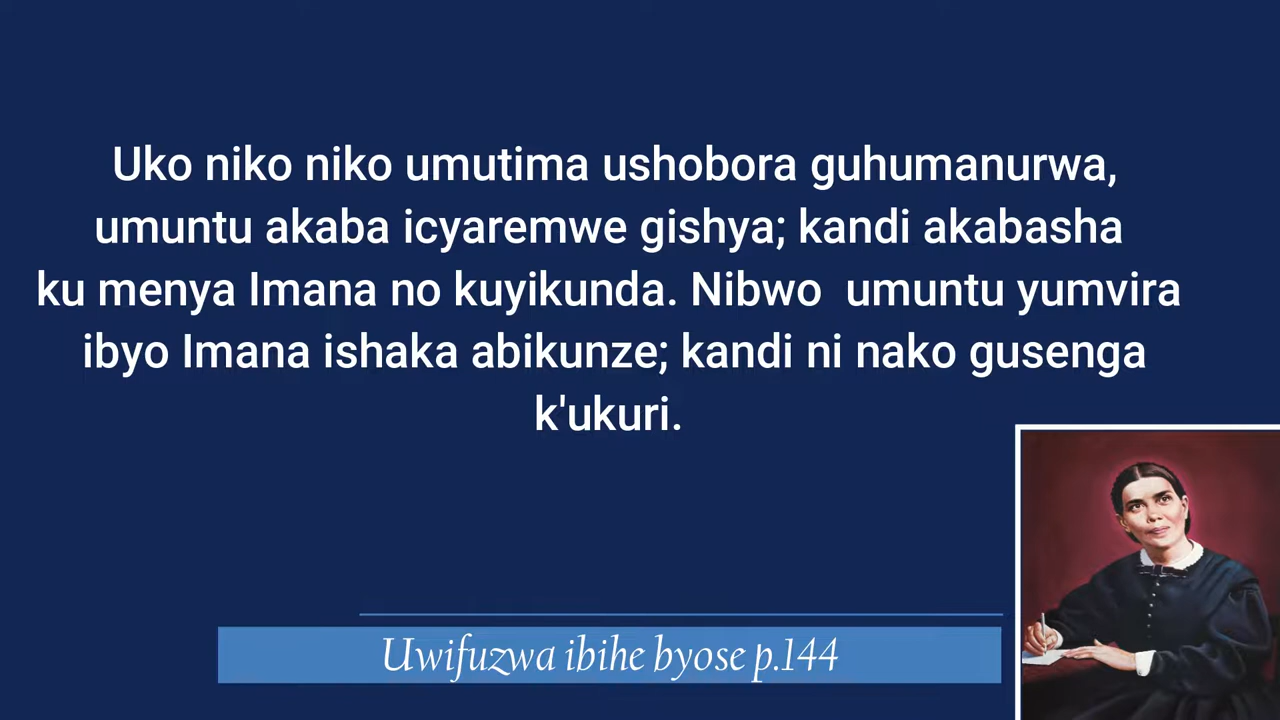 Uko niko niko umutima ushobora guhumanurwa,
umuntu akaba icyaremwe gishya; kandi akabasha
ku menya Imana no kuyikunda. Nibwo  umuntu yumvira
ibyo Imana ishaka abikunze; kandi ni nako gusenga
k'ukuri.
Uwifuzwa ibihe byose p.144